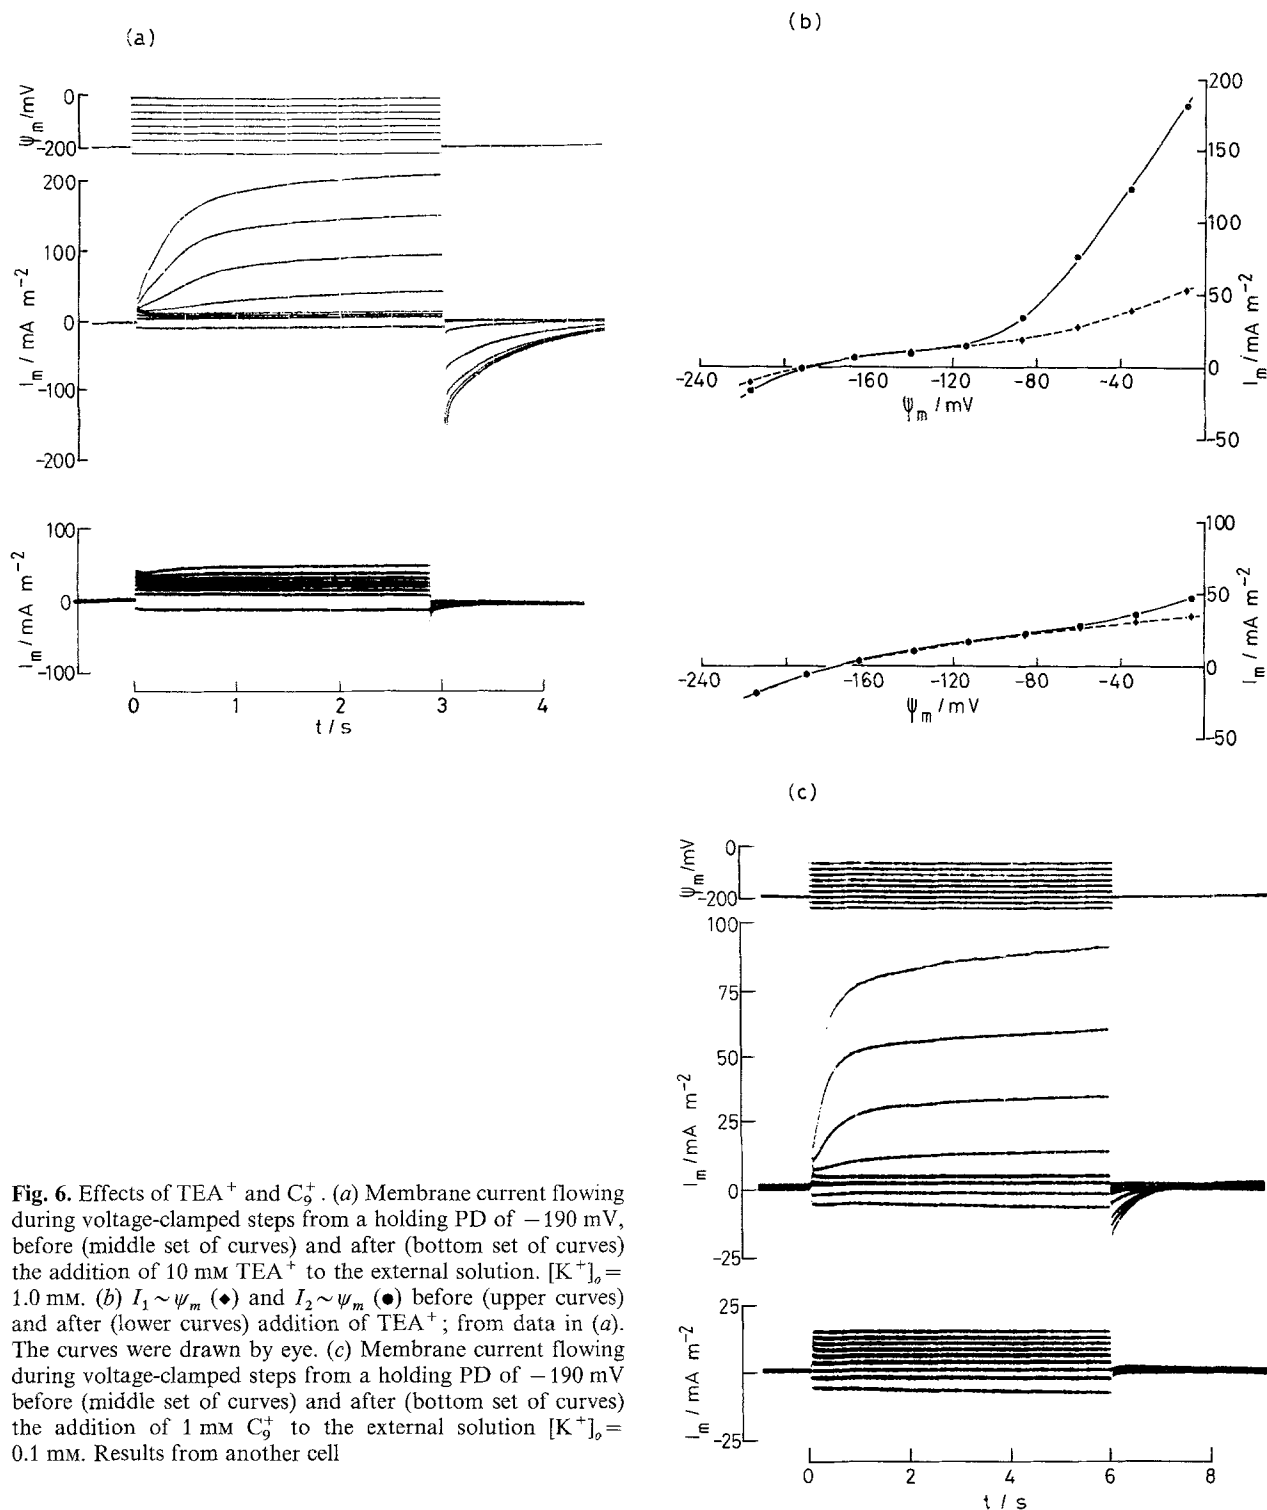 (a)
0
-200
ψm/mV
200
100
0
-100
-200
Im / mA m-2
100
0
-100
Im / mA m-2
0
1
2
3
4
t / s
(b)
200
150
100
50
0
-50
Im / mA m-2
-240
-160
-120
-80
-40
ψm / mV
100
50
0
-50
Im / mA m-2
-240
-160
-120
-80
-40
ψm / mV
(c)
0
-200
ψm/mV
100
75
50
25
0
-25
Im / mA m-2
25
-25
Im / mA m-2
0
2
4
6
8
t / s
Fig. 6. Effects of TEA+ and C9+. (a) Membrane current flowing
during voltage-clamped steps from a holding PD of −190 mV,
before (middle set of curves) and after (bottom set of curves)
the addition of 10 mM TEA+ to the external solution. [K+]o=
1.0 mM. (b) I1~ψm (◆) and I2~ψm (●) before (upper curves)
and after (lower curves) addition of TEA+; from data in (a).
The curves were drawn by eye. (c) Membrane current flowing
during voltage-clamped steps from a holding PD of −190 mV
before (middle set of curves) and after (bottom set of curves)
the addition of 1 mM C9+ to the external solution [K+]o=
0.1 mM. Results from another cell